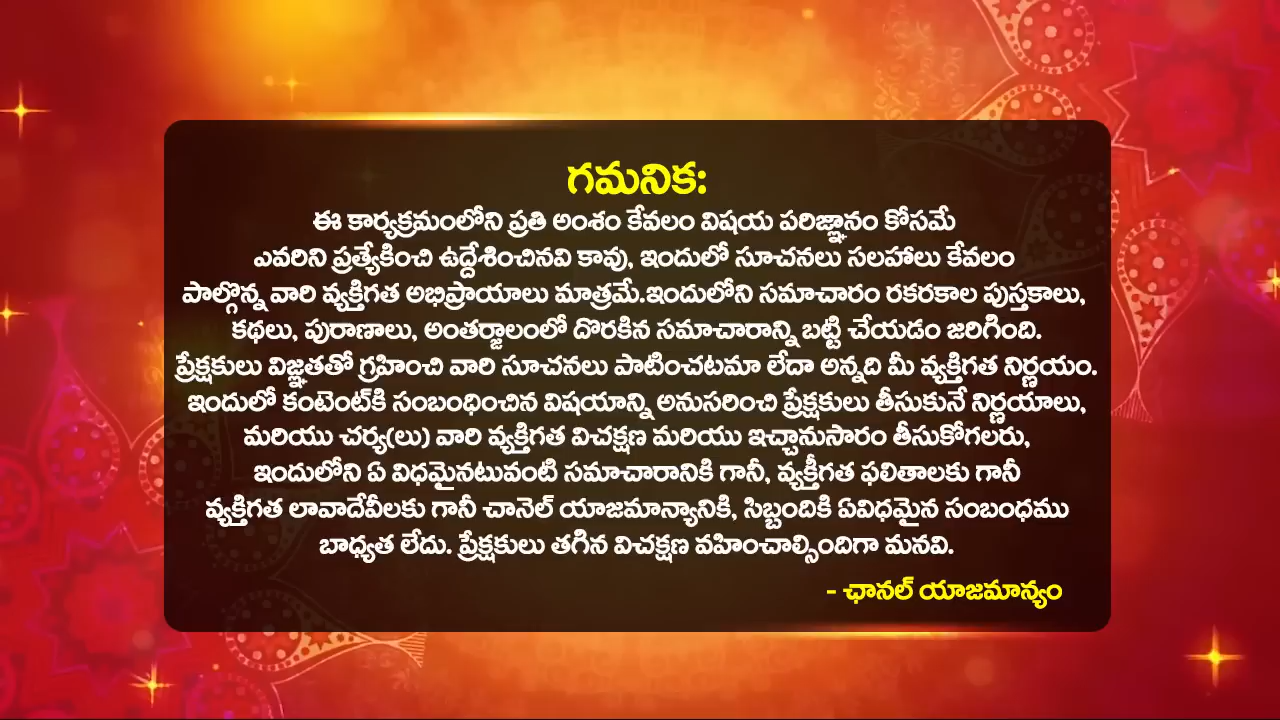 గమనిక:
ఈ కార్యక్రమంలోని ప్రతి అంశం కేవలం విషయ పరిజ్ఞానం కోసమే
ఎవరిని ప్రత్యేకించి ఉద్దేశించినవి కావు, ఇందులో సూచనలు సలహాలు కేవలం
పాల్గొన్న వారి వ్యక్తిగత అభిప్రాయాలు మాత్రమే.ఇందులోని సమాచారం రకరకాల పుస్తకాలు,
కథలు, పురాణాలు, అంతర్జాలంలో దొరకిన సమాచారాన్ని బట్టి చేయడం జరిగింది.
ప్రేక్షకులు విజ్ఞతతో గ్రహించి వారి సూచనలు పాటించటమా లేదా అన్నది మీ వ్యక్తిగత నిర్ణయం.
ఇందులో కంటెంట్‌కి సంబంధించిన విషయాన్ని అనుసరించి ప్రేక్షకులు తీసుకునే నిర్ణయాలు,
మరియు చర్య(లు) వారి వ్యక్తిగత విచక్షణ మరియు ఇచ్చానుసారం తీసుకోగలరు,
ఇందులోని ఏ విధమైనటువంటి సమాచారానికి గానీ, వ్యక్తీగత ఫలితాలకు గానీ
వ్యక్తిగత లావాదేవీలకు గానీ చానెల్ యాజమాన్యానికి, సిబ్బందికి ఏవిధమైన సంబంధము
బాధ్యత లేదు. ప్రేక్షకులు తగిన విచక్షణ వహించాల్సిందిగా మనవి.
- ఛానల్ యాజమాన్యం